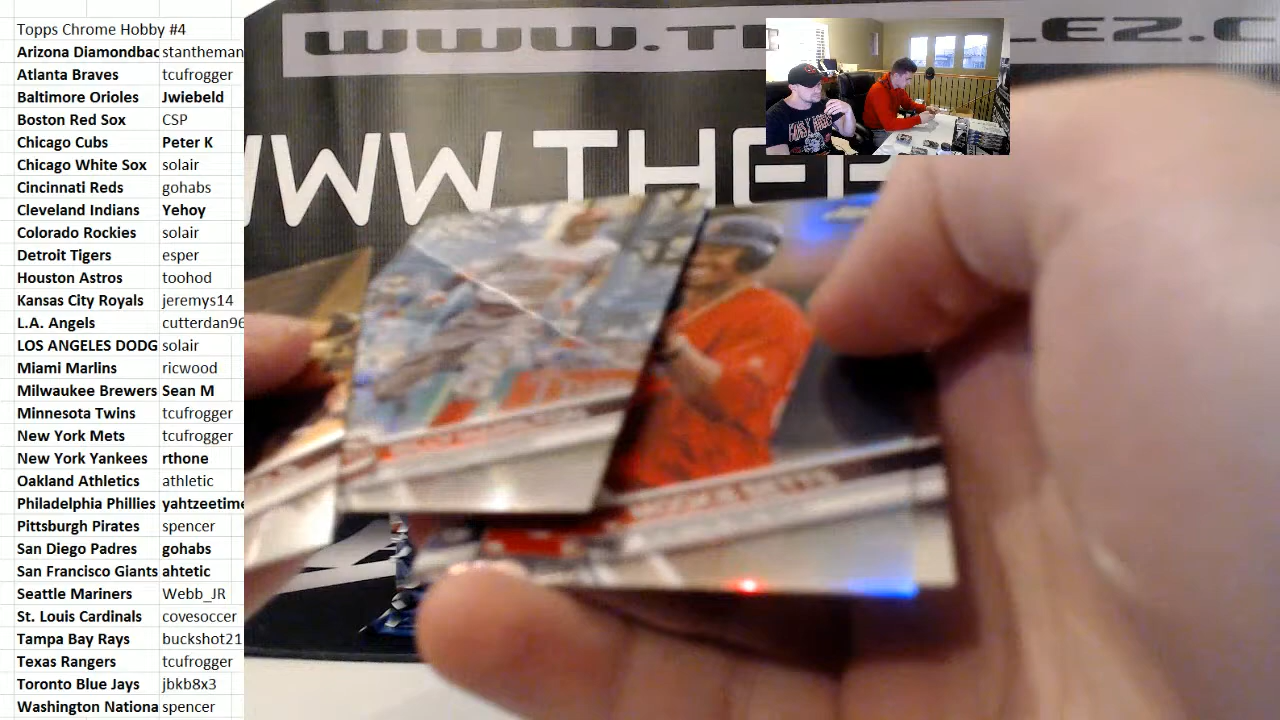 Topps Chrome Hobby #4
Arizona Diamondbac stantheman
Atlanta Braves tcufrogger
Baltimore Orioles Jwiebeld
Boston Red Sox CSP
Chicago Cubs Peter K
Chicago White Sox solair
Cincinnati Reds gohabs
Cleveland Indians Yehoy
Colorado Rockies solair
Detroit Tigers esper
Houston Astros toohod
Kansas City Royals jeremys14
L.A. Angels cutterdan96
LOS ANGELES DODG solair
Miami Marlins ricwood
Milwaukee Brewers Sean M
Minnesota Twins tcufrogger
New York Mets tcufrogger
New York Yankees rthone
Oakland Athletics athletic
Philadelphia Phillies yahtzeetime
Pittsburgh Pirates spencer
San Diego Padres gohabs
San Francisco Giants ahtetic
Seattle Mariners Webb_JR
St. Louis Cardinals covesoccer
Tampa Bay Rays buckshot21
Texas Rangers tcufrogger
Toronto Blue Jays jbkb8x3
Washington Nationa spencer
WWW.T EZ.C
WWW THE